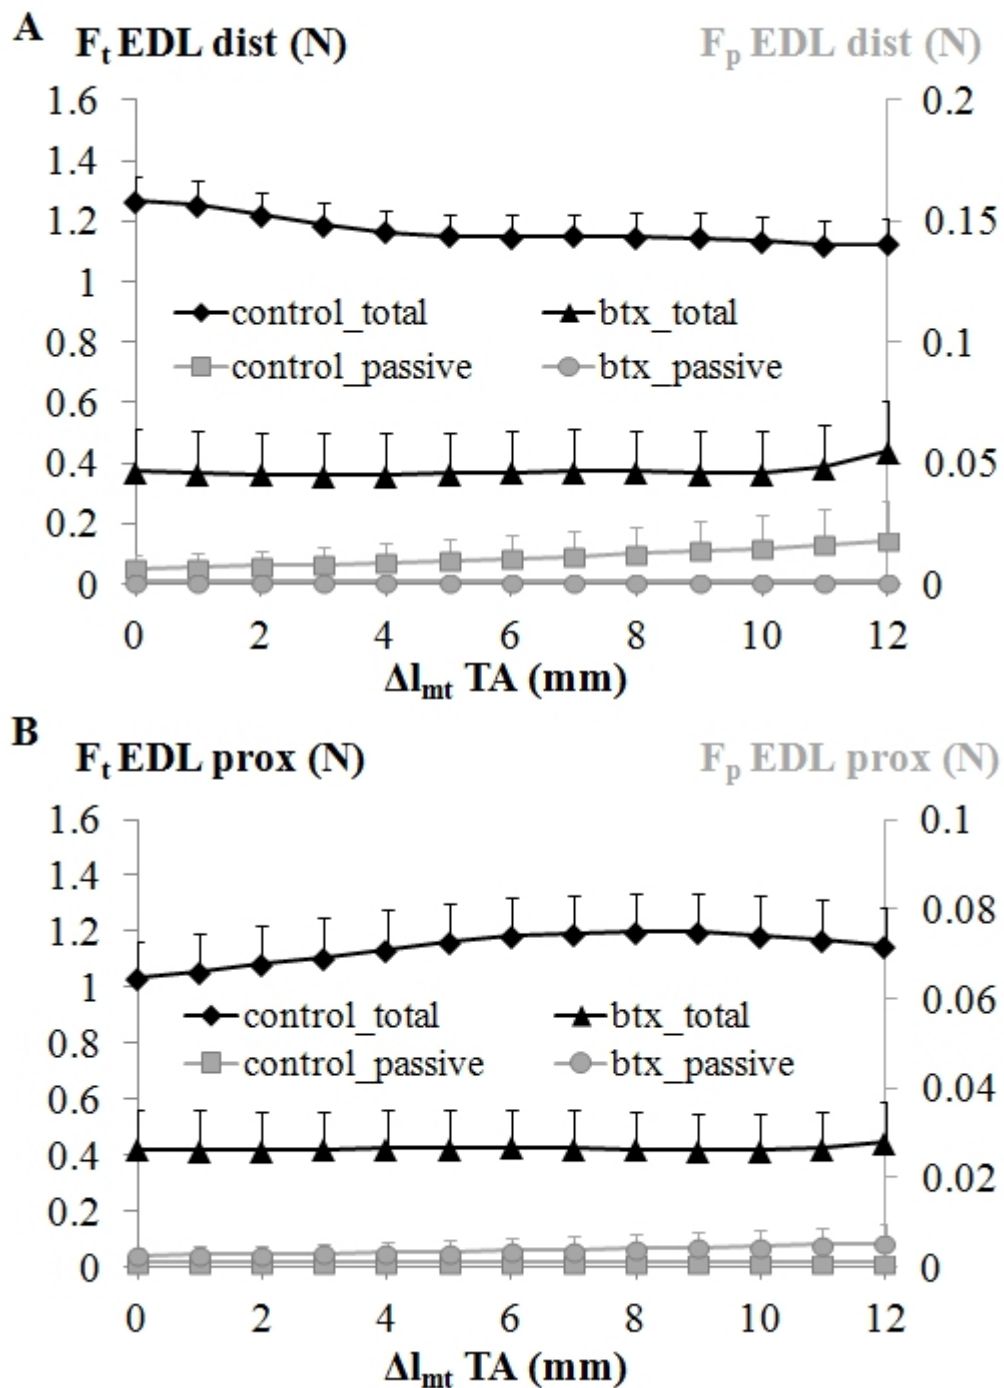 A
F_t EDL dist (N) F_p EDL dist (N)
1.6 0.2
1.4
1.2 0.15
1
control_total btx_total
0.8 0.1
control_passive btx_passive
0.6
0.4 0.05
0.2
0 0
0 2 4 6 8 10 12
Δl_mt TA (mm)
B
F_t EDL prox (N) F_p EDL prox (N)
1.6 0.1
1.4
1.2 0.08
1 0.06
control_total btx_total
0.8
control_passive btx_passive
0.6 0.04
0.4 0.02
0.2
0 0
0 2 4 6 8 10 12
Δl_mt TA (mm)